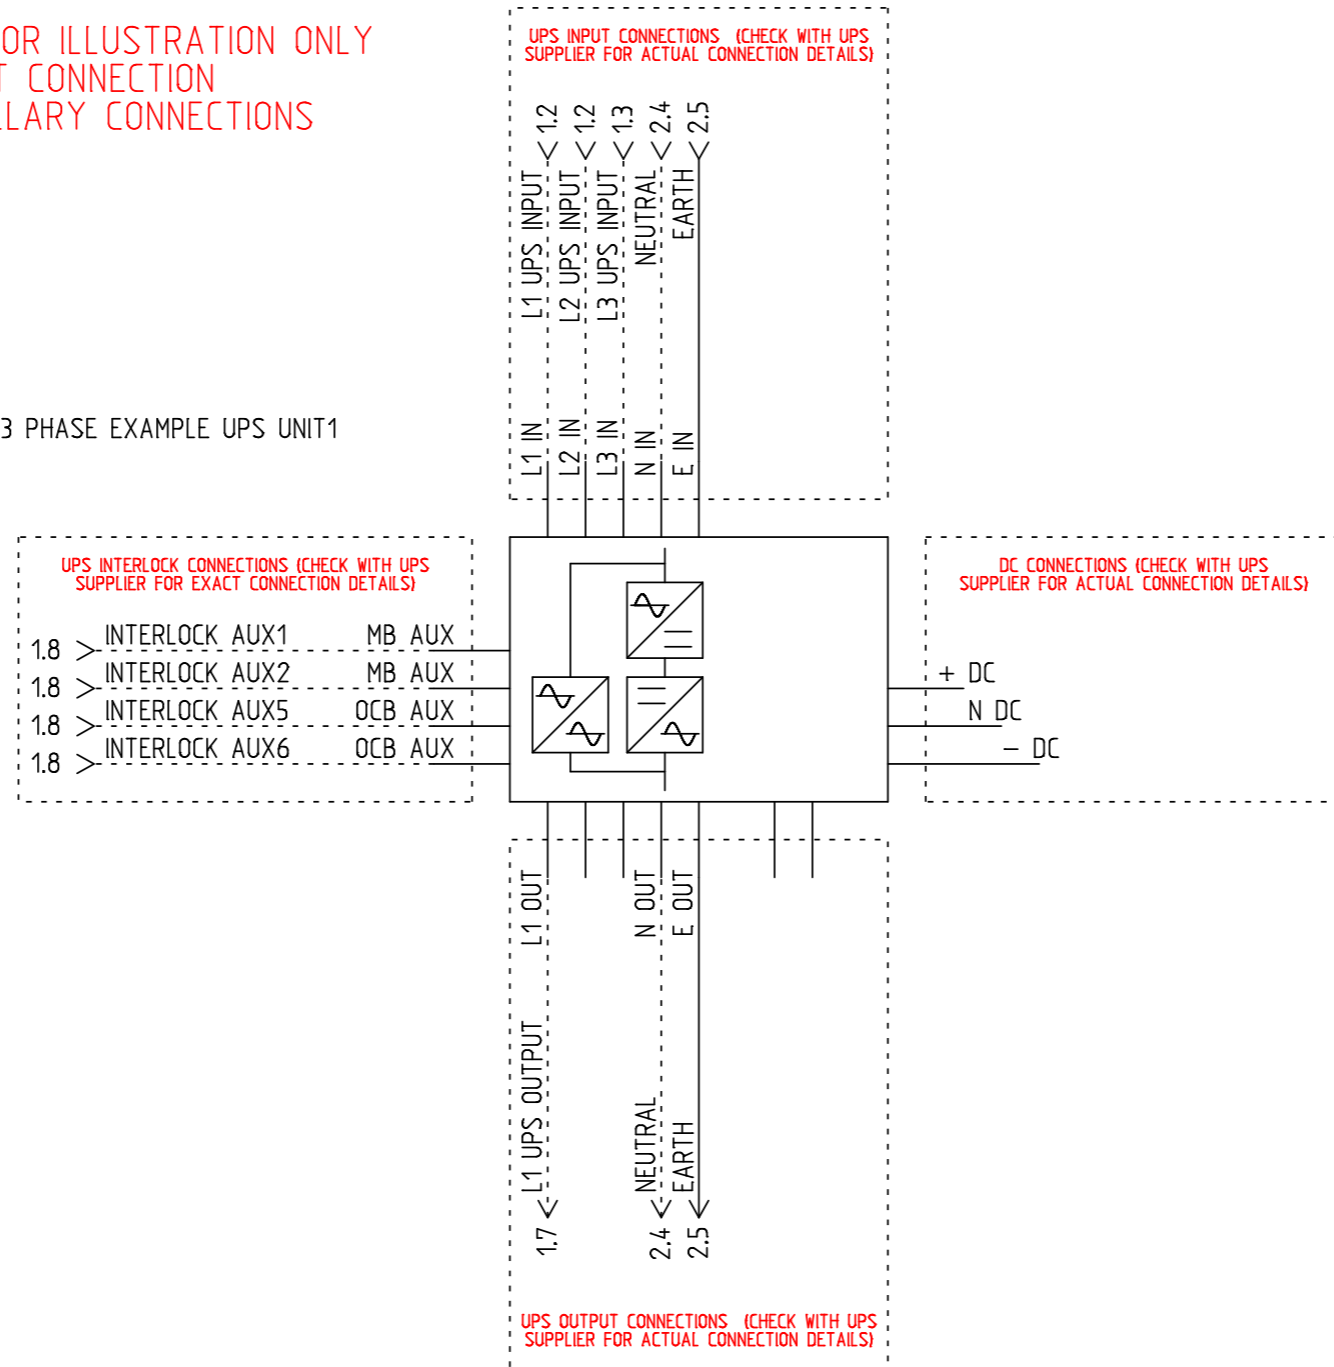 OR ILLUSTRATION ONLY
T CONNECTION
LLARY CONNECTIONS
UPS INPUT CONNECTIONS (CHECK WITH UPS
SUPPLIER FOR ACTUAL CONNECTION DETAILS)
1.2
1.2
1.3
2.4
2.5
L1 UPS INPUT
L2 UPS INPUT
L3 UPS INPUT
NEUTRAL
EARTH
3 PHASE EXAMPLE UPS UNIT1
L1 IN
L2 IN
L3 IN
N IN
E IN
UPS INTERLOCK CONNECTIONS (CHECK WITH UPS
SUPPLIER FOR EXACT CONNECTION DETAILS)
1.8 INTERLOCK AUX1 MB AUX
1.8 INTERLOCK AUX2 MB AUX
1.8 INTERLOCK AUX5 OCB AUX
1.8 INTERLOCK AUX6 OCB AUX
DC CONNECTIONS (CHECK WITH UPS
SUPPLIER FOR ACTUAL CONNECTION DETAILS)
+ DC
N DC
- DC
L1 OUT
N OUT
E OUT
L1 UPS OUTPUT
NEUTRAL
EARTH
1.7
2.4
2.5
UPS OUTPUT CONNECTIONS (CHECK WITH UPS
SUPPLIER FOR ACTUAL CONNECTION DETAILS)